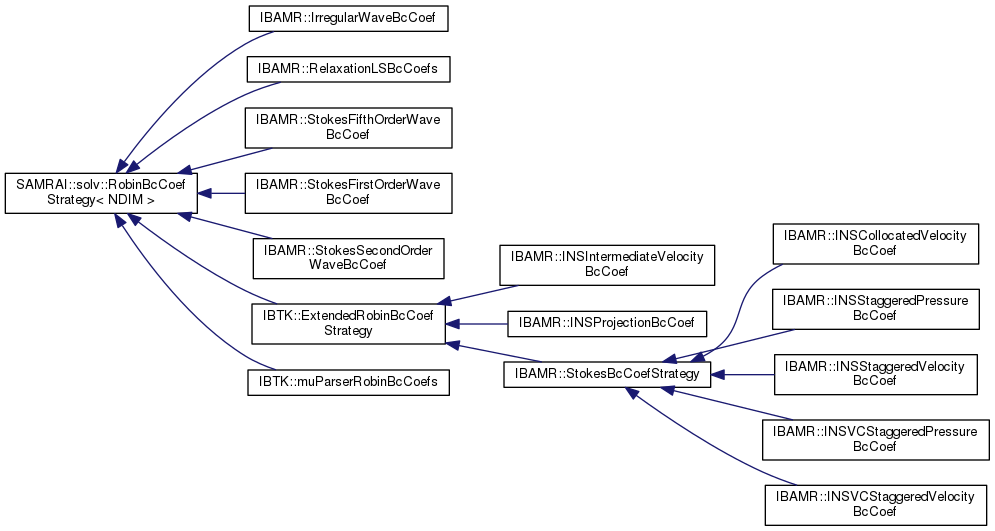 IBAMR::IrregularWaveBcCoef
IBAMR::RelaxationLSBcCoefs
IBAMR::StokesFifthOrderWave
BcCoef
SAMRAI::solv::RobinBcCoef
Strategy< NDIM >
IBAMR::StokesFirstOrderWave
BcCoef
IBAMR::StokesSecondOrder
WaveBcCoef
IBTK::ExtendedRobinBcCoef
Strategy
IBTK::muParserRobinBcCoefs
IBAMR::INSIntermediateVelocity
BcCoef
IBAMR::INSProjectionBcCoef
IBAMR::StokesBcCoefStrategy
IBAMR::INSCollocatedVelocity
BcCoef
IBAMR::INSStaggeredPressure
BcCoef
IBAMR::INSStaggeredVelocity
BcCoef
IBAMR::INSVCStaggeredPressure
BcCoef
IBAMR::INSVCStaggeredVelocity
BcCoef